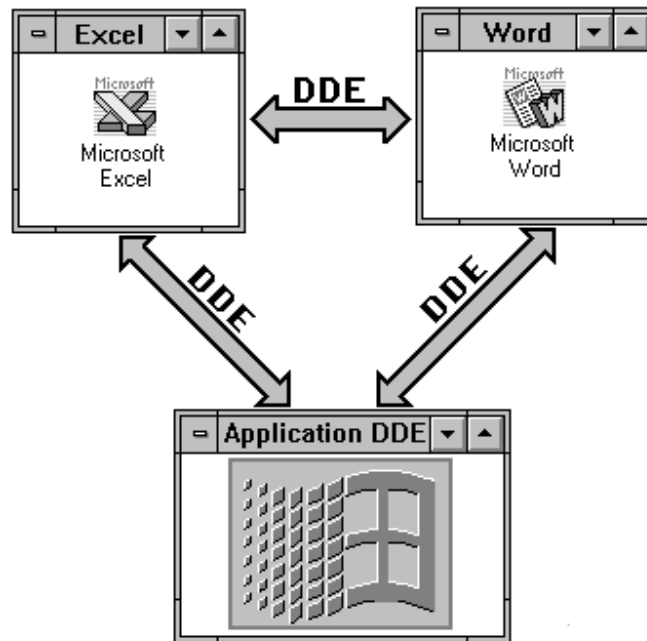 Excel
Word
Microsoft
Microsoft
Excel
DDE
Microsoft
W
Microsoft
Word
DDE
DDE
Application DDE